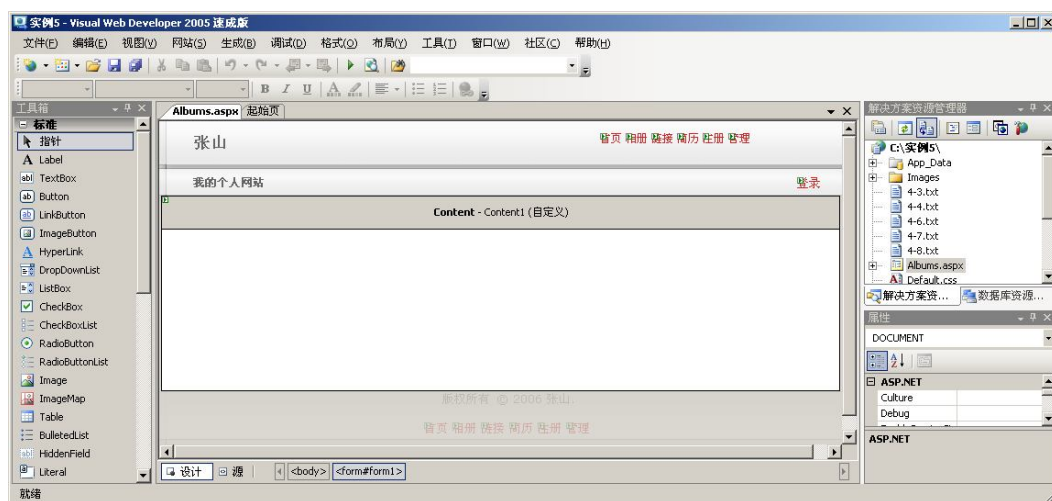 实例5 - Visual Web Developer 2005 速成版
文件(F) 编辑(E) 视图(V) 网站(S) 生成(B) 调试(D) 格式(O) 布局(Y) 工具(T) 窗口(W) 社区(C) 帮助(H)
B I U A
工具箱
标准
指针
A Label
abl TextBox
ab Button
ab LinkButton
ImageButton
A HyperLink
DropDownList
ListBox
CheckBox
CheckBoxList
RadioButton
RadioButtonList
Image
ImageMap
Table
BulletedList
abl HiddenField
Literal
Albums.aspx 起始页
张山
首页 相册 链接 简历 注册 管理
我的个人网站
登录
Content - Content1 (自定义)
版权所有 © 2006 张山.
首页 相册 链接 简历 注册 管理
设计 源 <body> <form#form1>
解决方案资源管理器
C:\实例5\
App_Data
Images
4-3.txt
4-4.txt
4-6.txt
4-7.txt
4-8.txt
Albums.aspx
Default.css
解决方案资... 数据库资源...
属性
DOCUMENT
ASP.NET
Culture
Debug
ASP.NET
就绪